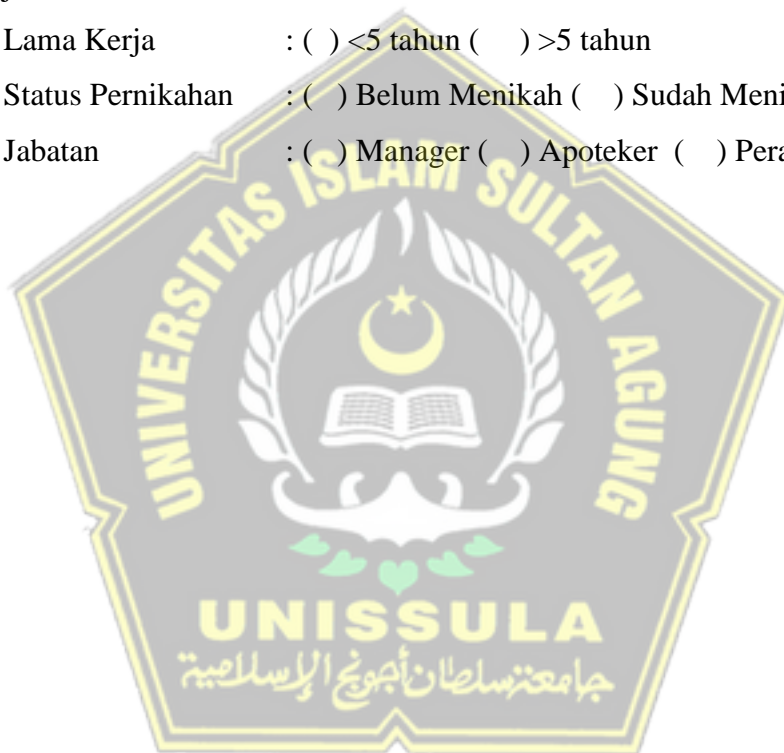 Lama Kerja : ( ) <5 tahun ( ) >5 tahun
Status Pernikahan : ( ) Belum Menikah ( ) Sudah Meni
Jabatan : ( ) Manager ( ) Apoteker ( ) Pera
UNIVERSITAS ISLAM SULTAN AGUNG
UNISSULA
جامعة سلطان أجونج الإسلامية